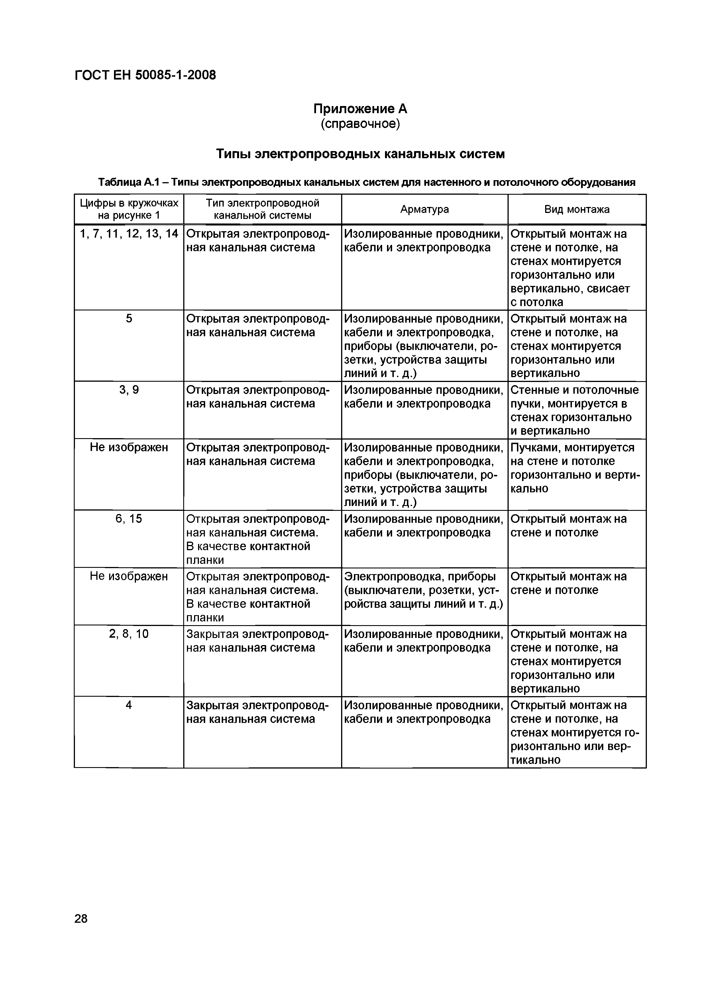 ГОСТ ЕН 50085-1-2008
Приложение А
(справочное)
Типы электропроводных канальных систем
Таблица А.1 – Типы электропроводных канальных систем для настенного и потолочного оборудования
Цифры в кружочках
на рисунке 1
Тип электропроводной
канальной системы
Арматура
Вид монтажа
1, 7, 11, 12, 13, 14
Открытая электропровод-
ная канальная система
Изолированные проводники,
кабели и электропроводка
Открытый монтаж на
стене и потолке, на
стенах монтируется
горизонтально или
вертикально, свисает
с потолка
5
Открытая электропровод-
ная канальная система
Изолированные проводники,
кабели и электропроводка,
приборы (выключатели, ро-
зетки, устройства защиты
линий и т. д.)
Открытый монтаж на
стене и потолке, на
стенах монтируется
горизонтально или
вертикально
3, 9
Открытая электропровод-
ная канальная система
Изолированные проводники,
кабели и электропроводка
Стенные и потолочные
пучки, монтируется в
стенах горизонтально
и вертикально
Не изображен
Открытая электропровод-
ная канальная система
Изолированные проводники,
кабели и электропроводка,
приборы (выключатели, ро-
зетки, устройства защиты
линий и т. д.)
Пучками, монтируется
на стене и потолке
горизонтально и верти-
кально
6, 15
Открытая электропровод-
ная канальная система.
В качестве контактной
планки
Изолированные проводники,
кабели и электропроводка
Открытый монтаж на
стене и потолке
Не изображен
Открытая электропровод-
ная канальная система.
В качестве контактной
планки
Электропроводка, приборы
(выключатели, розетки, уст-
ройства защиты линий и т. д.)
Открытый монтаж на
стене и потолке
2, 8, 10
Закрытая электропровод-
ная канальная система
Изолированные проводники,
кабели и электропроводка
Открытый монтаж на
стене и потолке, на
стенах монтируется
горизонтально или
вертикально
4
Закрытая электропровод-
ная канальная система
Изолированные проводники,
кабели и электропроводка
Открытый монтаж на
стене и потолке, на
стенах монтируется го-
ризонтально или вер-
тикально
28